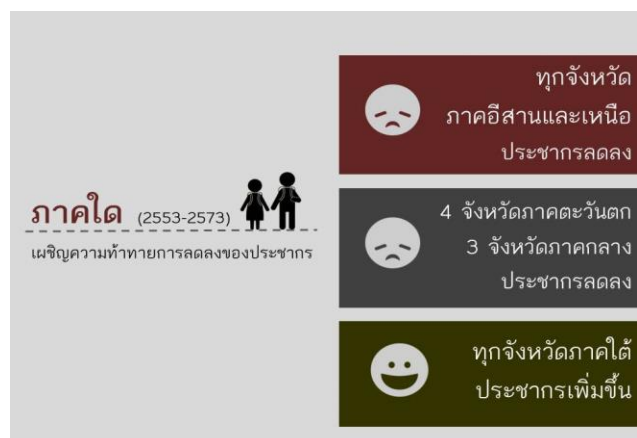 ภาคใด (2553-2573)
เผชิญความท้าทายการลดลงของประชากร
ทุกจังหวัด
ภาคอีสานและเหนือ
ประชากรลดลง
4 จังหวัดภาคตะวันตก
3 จังหวัดภาคกลาง
ประชากรลดลง
ทุกจังหวัดภาคใต้
ประชากรเพิ่มขึ้น